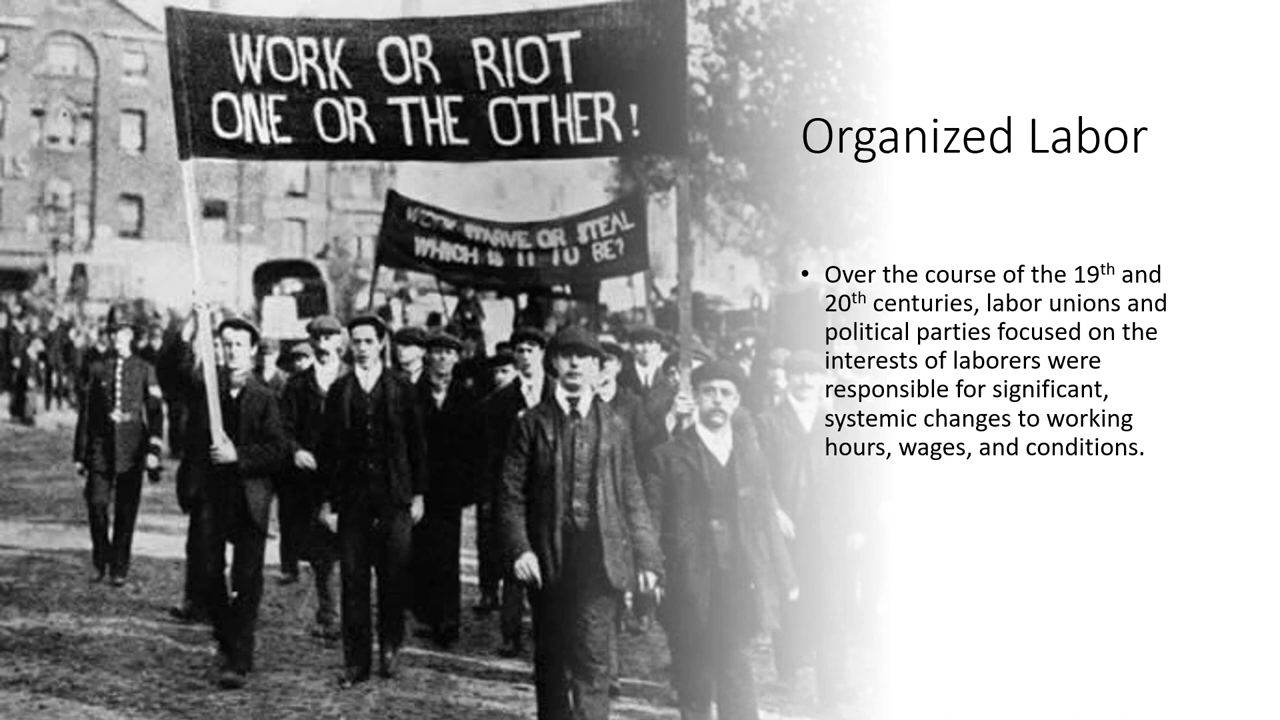 WORK OR RIOT
ONE OR THE OTHER!
WORK STARVE OR STEAL
WHICH IS IT TO BE?
Organized Labor
• Over the course of the 19th and
20th centuries, labor unions and
political parties focused on the
interests of laborers were
responsible for significant,
systemic changes to working
hours, wages, and conditions.